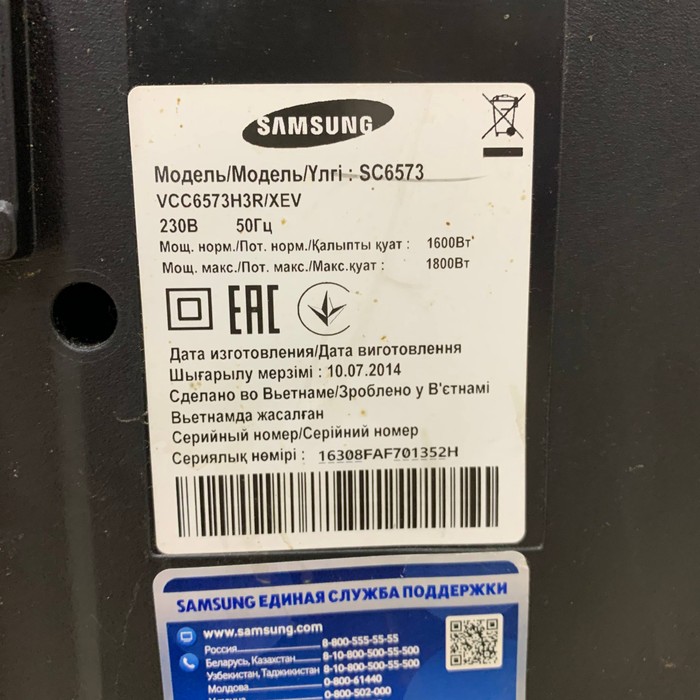 SAMSUNG
Модель/Модель/Үлгі : SC6573
VCC6573H3R/XEV
230В 50Гц
Мощ. норм./Пот. норм./Қалыпты қуат : 1600Вт
Мощ. макс./Пот. макс./Макс.қуат : 1800Вт
EAC
Дата изготовления/Дата виготовлення
Шығарылу мерзімі : 10.07.2014
Сделано во Вьетнаме/Зроблено у В'єтнамі
Вьетнамда жасалған
Серийный номер/Серійний номер
Сериялық нөмірі : 16308FAF701352H
SAMSUNG ЕДИНАЯ СЛУЖБА ПОДДЕРЖКИ
www.samsung.com
Россия 8-800-555-55-55
Беларусь, Казахстан 8-10-800-500-55-500
Узбекистан, Таджикистан 8-10-800-500-55-500
Молдова 0-800-61440
0-800-502-000